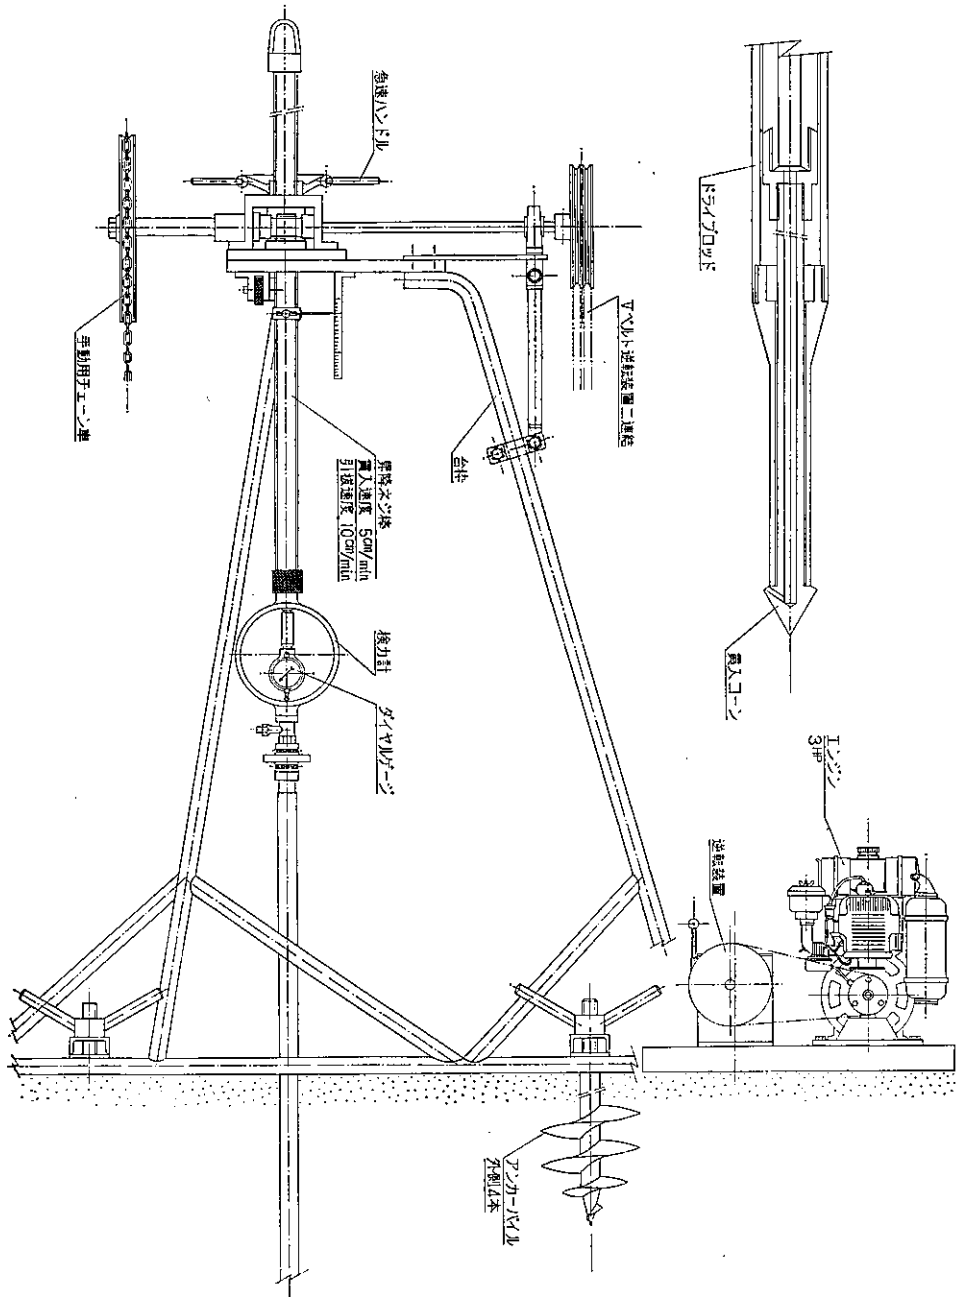 急速ハンドル
手動用チェーン車
Vベルト逆転装置ニ連結
台枠
昇降ネジ棒
貫入速度 5cm/min
引抜速度 10cm/min
検力計
ダイヤルゲージ
ドライブロッド
貫入コーン
エンジン
3HP
逆転装置
アンカーパイル
外側4本